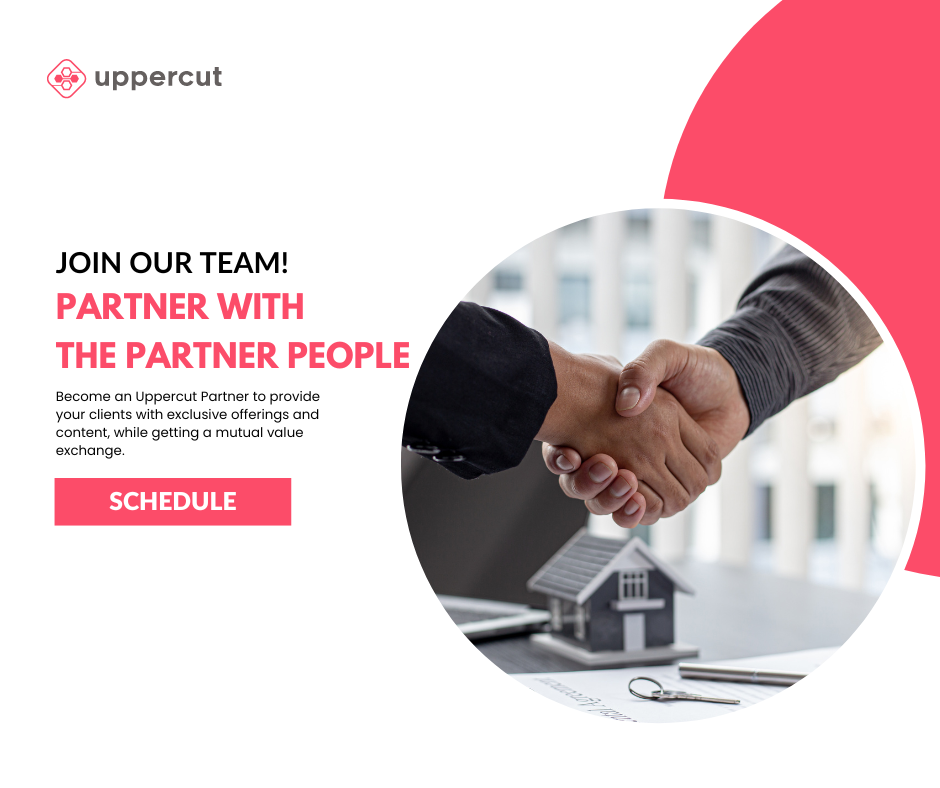 uppercut
JOIN OUR TEAM!
PARTNER WITH
THE PARTNER PEOPLE
Become an Uppercut Partner to provide
your clients with exclusive offerings and
content, while getting a mutual value
exchange.
SCHEDULE
Agreement